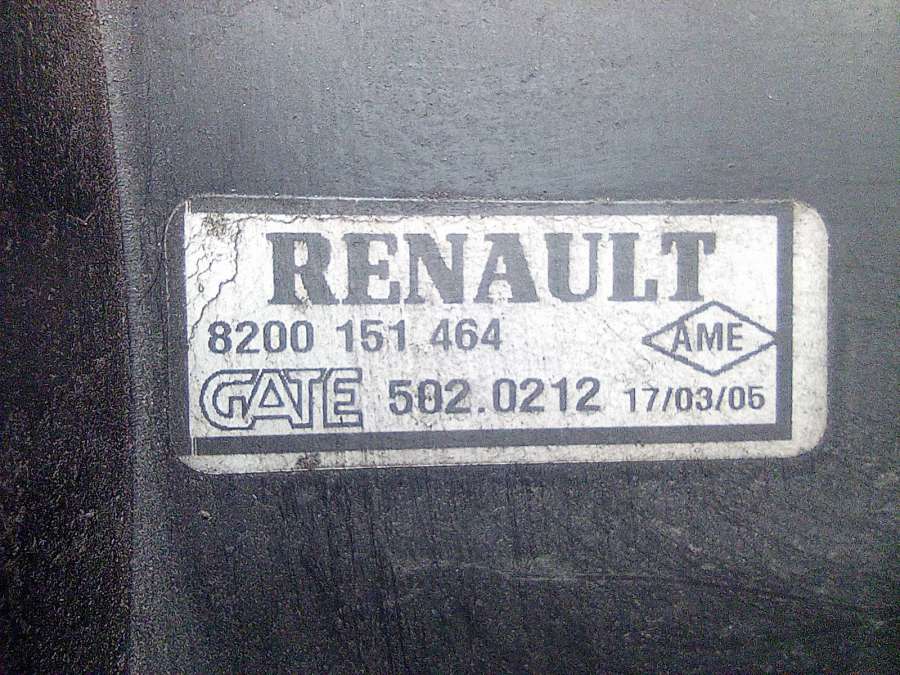 RENAULT
8200 151 464 AME
GATE 502.0212 17/03/05